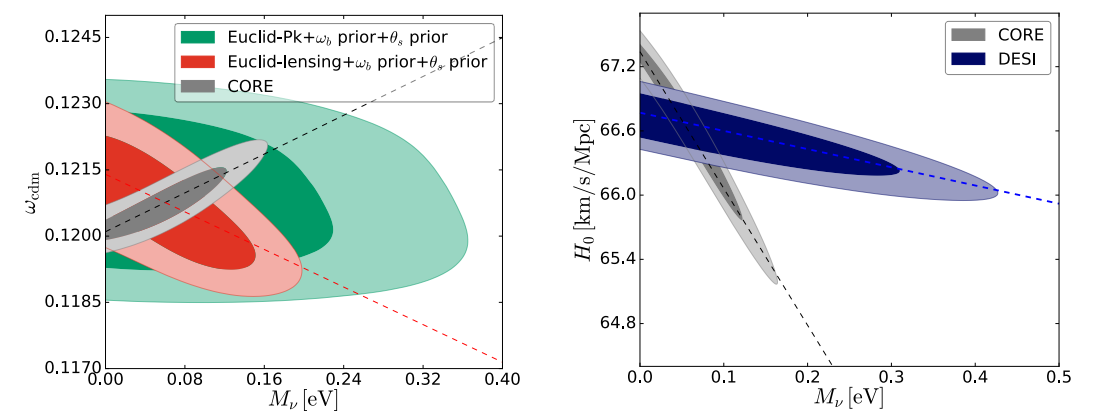 0.1245
0.1230
0.1215
0.1200
0.1185
0.1170
ω_cdm
Euclid-Pk+ω_b prior+θ_s prior
Euclid-lensing+ω_b prior+θ_s prior
CORE
0.00 0.08 0.16 0.24 0.32 0.40
M_ν [eV]
67.2
66.6
66.0
65.4
64.8
H_0 [km/s/Mpc]
CORE
DESI
0.0 0.1 0.2 0.3 0.4 0.5
M_ν [eV]